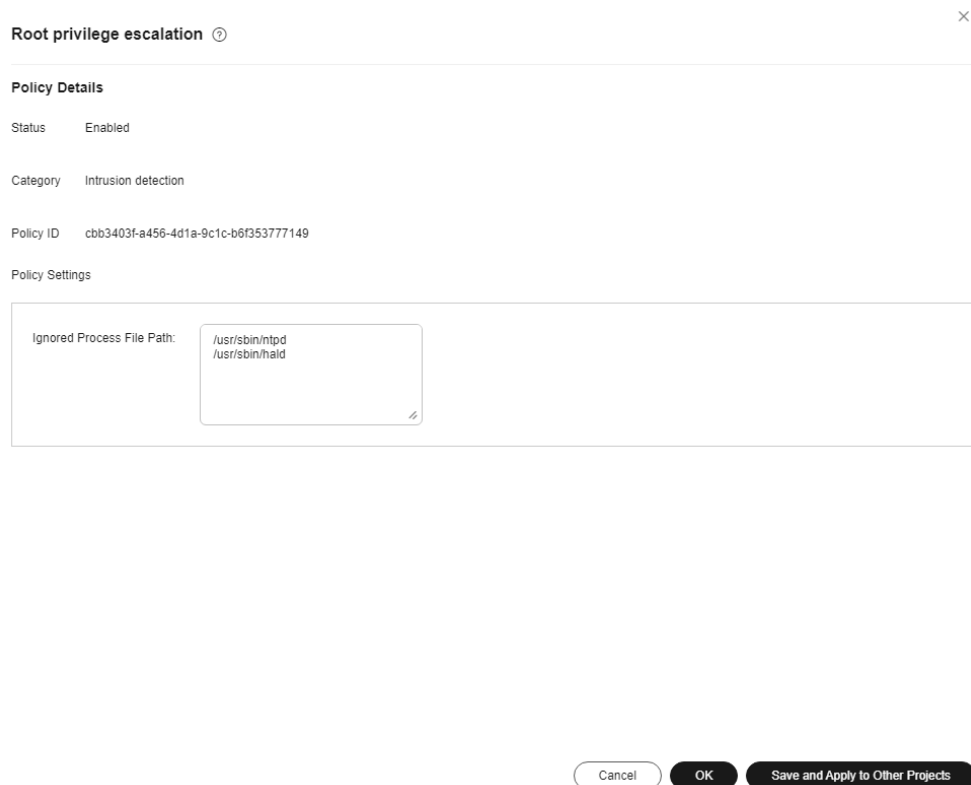 Root privilege escalation
Policy Details
Status Enabled
Category Intrusion detection
Policy ID cbb3403f-a456-4d1a-9c1c-b6f353777149
Policy Settings
Ignored Process File Path:
/usr/sbin/ntpd
/usr/sbin/hald
Cancel OK Save and Apply to Other Projects